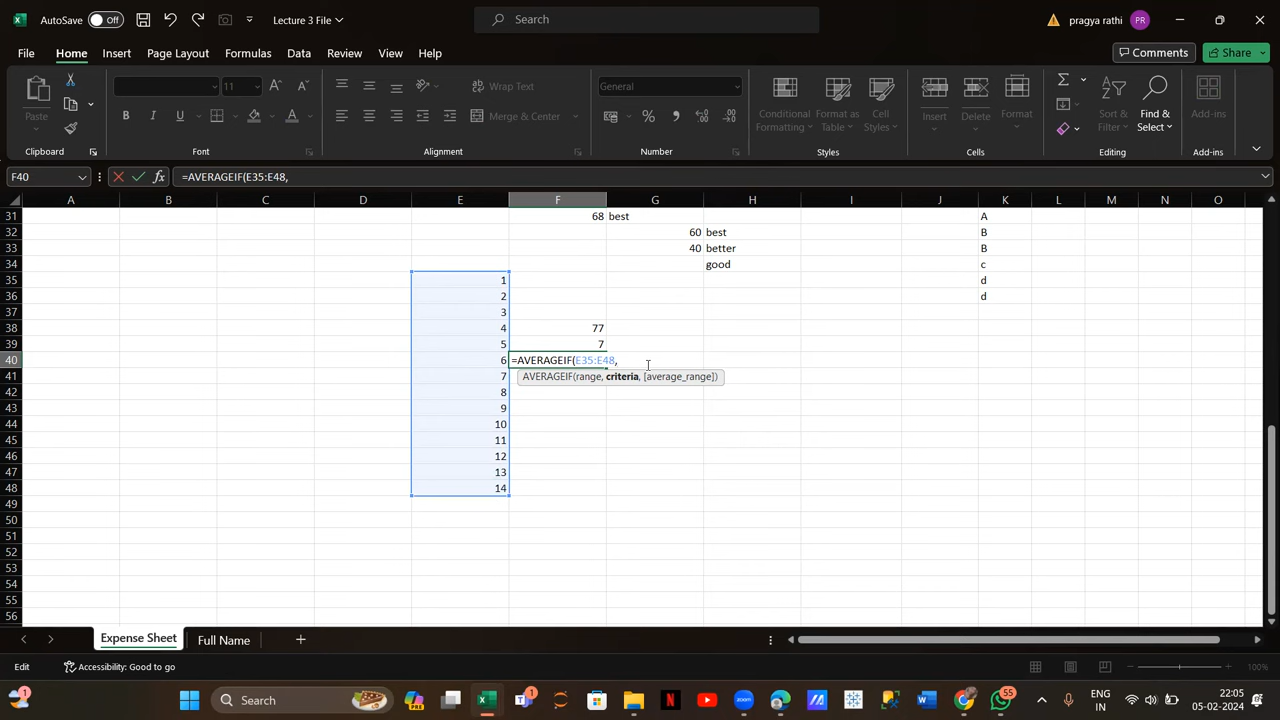 AutoSave Off Lecture 3 File Search pragya rathi PR
File Home Insert Page Layout Formulas Data Review View Help Comments Share
Paste 11 Wrap Text General Conditional Formatting Format as Table Cell Styles Insert Delete Format Sort & Filter Find & Select Add-ins
B I U A Merge & Center
Clipboard Font Alignment Number Styles Cells Editing Add-ins
F40 fx =AVERAGEIF(E35:E48,
A B C D E F G H I J K L M N O
31 68 best A
32 60 best B
33 40 better B
34 good c
35 1 d
36 2 d
37 3
38 4 77
39 5 7
40 6 =AVERAGEIF(E35:E48,
41 7 AVERAGEIF(range, criteria, [average_range])
42 8
43 9
44 10
45 11
46 12
47 13
48 14
49
50
51
52
53
54
55
56
Expense Sheet Full Name
Edit Accessibility: Good to go 100%
1 Search 1 55 ENG IN 22:05 05-02-2024